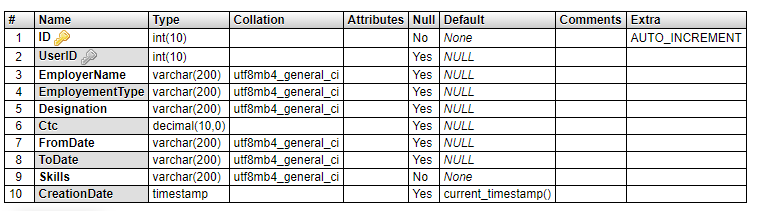 # Name Type Collation Attributes Null Default Comments Extra
1 ID int(10) No None AUTO_INCREMENT
2 UserID int(10) Yes NULL
3 EmployerName varchar(200) utf8mb4_general_ci Yes NULL
4 EmployementType varchar(200) utf8mb4_general_ci Yes NULL
5 Designation varchar(200) utf8mb4_general_ci Yes NULL
6 Ctc decimal(10,0) Yes NULL
7 FromDate varchar(200) utf8mb4_general_ci Yes NULL
8 ToDate varchar(200) utf8mb4_general_ci Yes NULL
9 Skills varchar(200) utf8mb4_general_ci No None
10 CreationDate timestamp Yes current_timestamp()